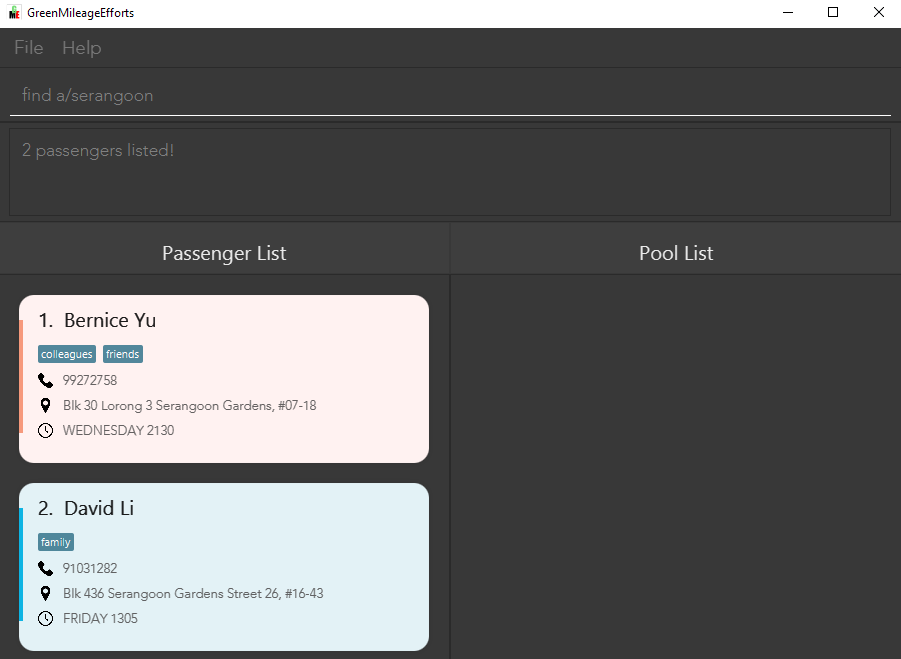 GreenMileageEfforts
File Help
find a/serangoon
2 passengers listed!
Passenger List
Pool List
1. Bernice Yu
colleagues friends
99272758
Blk 30 Lorong 3 Serangoon Gardens, #07-18
WEDNESDAY 2130
2. David Li
family
91031282
Blk 436 Serangoon Gardens Street 26, #16-43
FRIDAY 1305